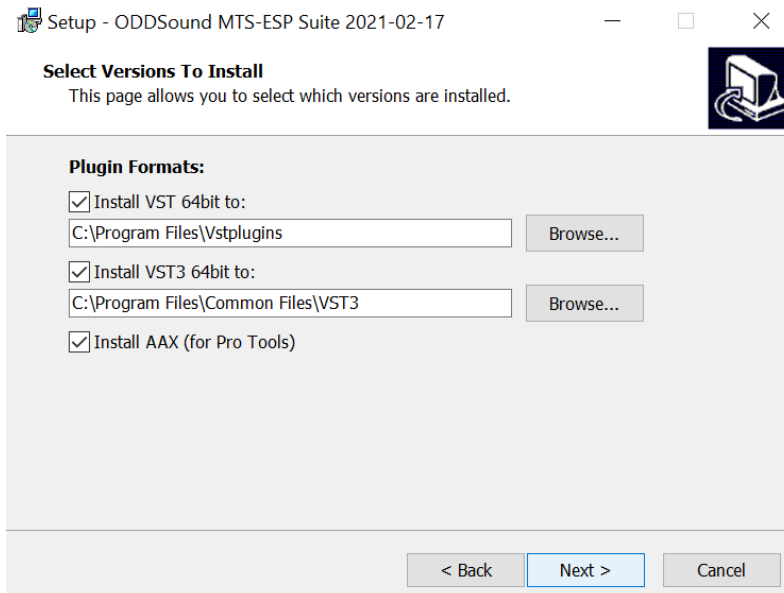 Setup - ODDSound MTS-ESP Suite 2021-02-17
Select Versions To Install
This page allows you to select which versions are installed.
Plugin Formats:
Install VST 64bit to:
C:\Program Files\Vstplugins
Browse...
Install VST3 64bit to:
C:\Program Files\Common Files\VST3
Browse...
Install AAX (for Pro Tools)
< Back Next > Cancel